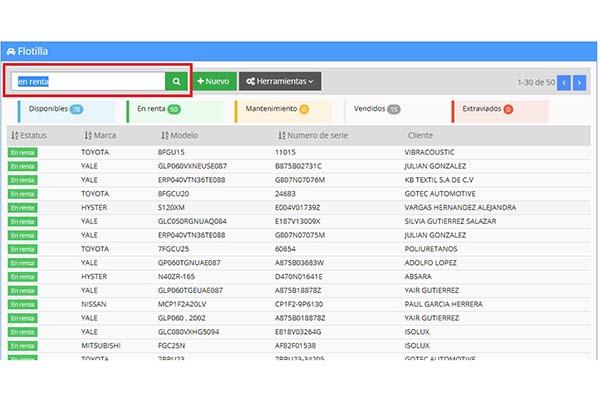 Flotilla
en renta + Nuevo Herramientas 1-30 de 50
Disponibles 78 En renta 50 Mantenimiento 0 Vendidos 15 Extraviados 0
Estatus Marca Modelo Numero de serie Cliente
En renta TOYOTA 8FGU15 11015 VIBRACOUSTIC
En renta YALE GLP060VXNEUSE087 B875B02731C JULIAN GONZALEZ
En renta YALE ERP040VTN36TE088 G807N07076M KB TEXTIL S.A DE C.V
En renta TOYOTA 8FGCU20 24683 GOTEC AUTOMOTIVE
En renta HYSTER S120XM E004V01739Z VARGAS HERNANDEZ ALEJANDRA
En renta YALE GLC050RGNUAQ084 E187V13009X SILVIA GUTIERREZ SALAZAR
En renta YALE ERP040VTN36TE088 G807N07075M JULIAN GONZALEZ
En renta TOYOTA 7FGCU25 60654 POLIURETANOS
En renta YALE GP060TGNUAE087 A875B03683W ADOLFO LOPEZ
En renta HYSTER N40ZR-165 D470N01641E ABSARA
En renta YALE GLP060TGEUAE087 A875B18878Z YAIR GUTIERREZ
En renta NISSAN MCP1F2A20LV CP1F2-9P6130 PAUL GARCIA HERRERA
En renta YALE GLP060 , 2002 A875B018878Z YAIR GUTIERREZ
En renta YALE GLC080VXHG5094 E818V03264G ISOLUX
En renta MITSUBISHI FGC25N AF82F01538 ISOLUX
En renta TOYOTA 7BPU23 7BPU23-34205 GOTEC AUTOMOTIVE